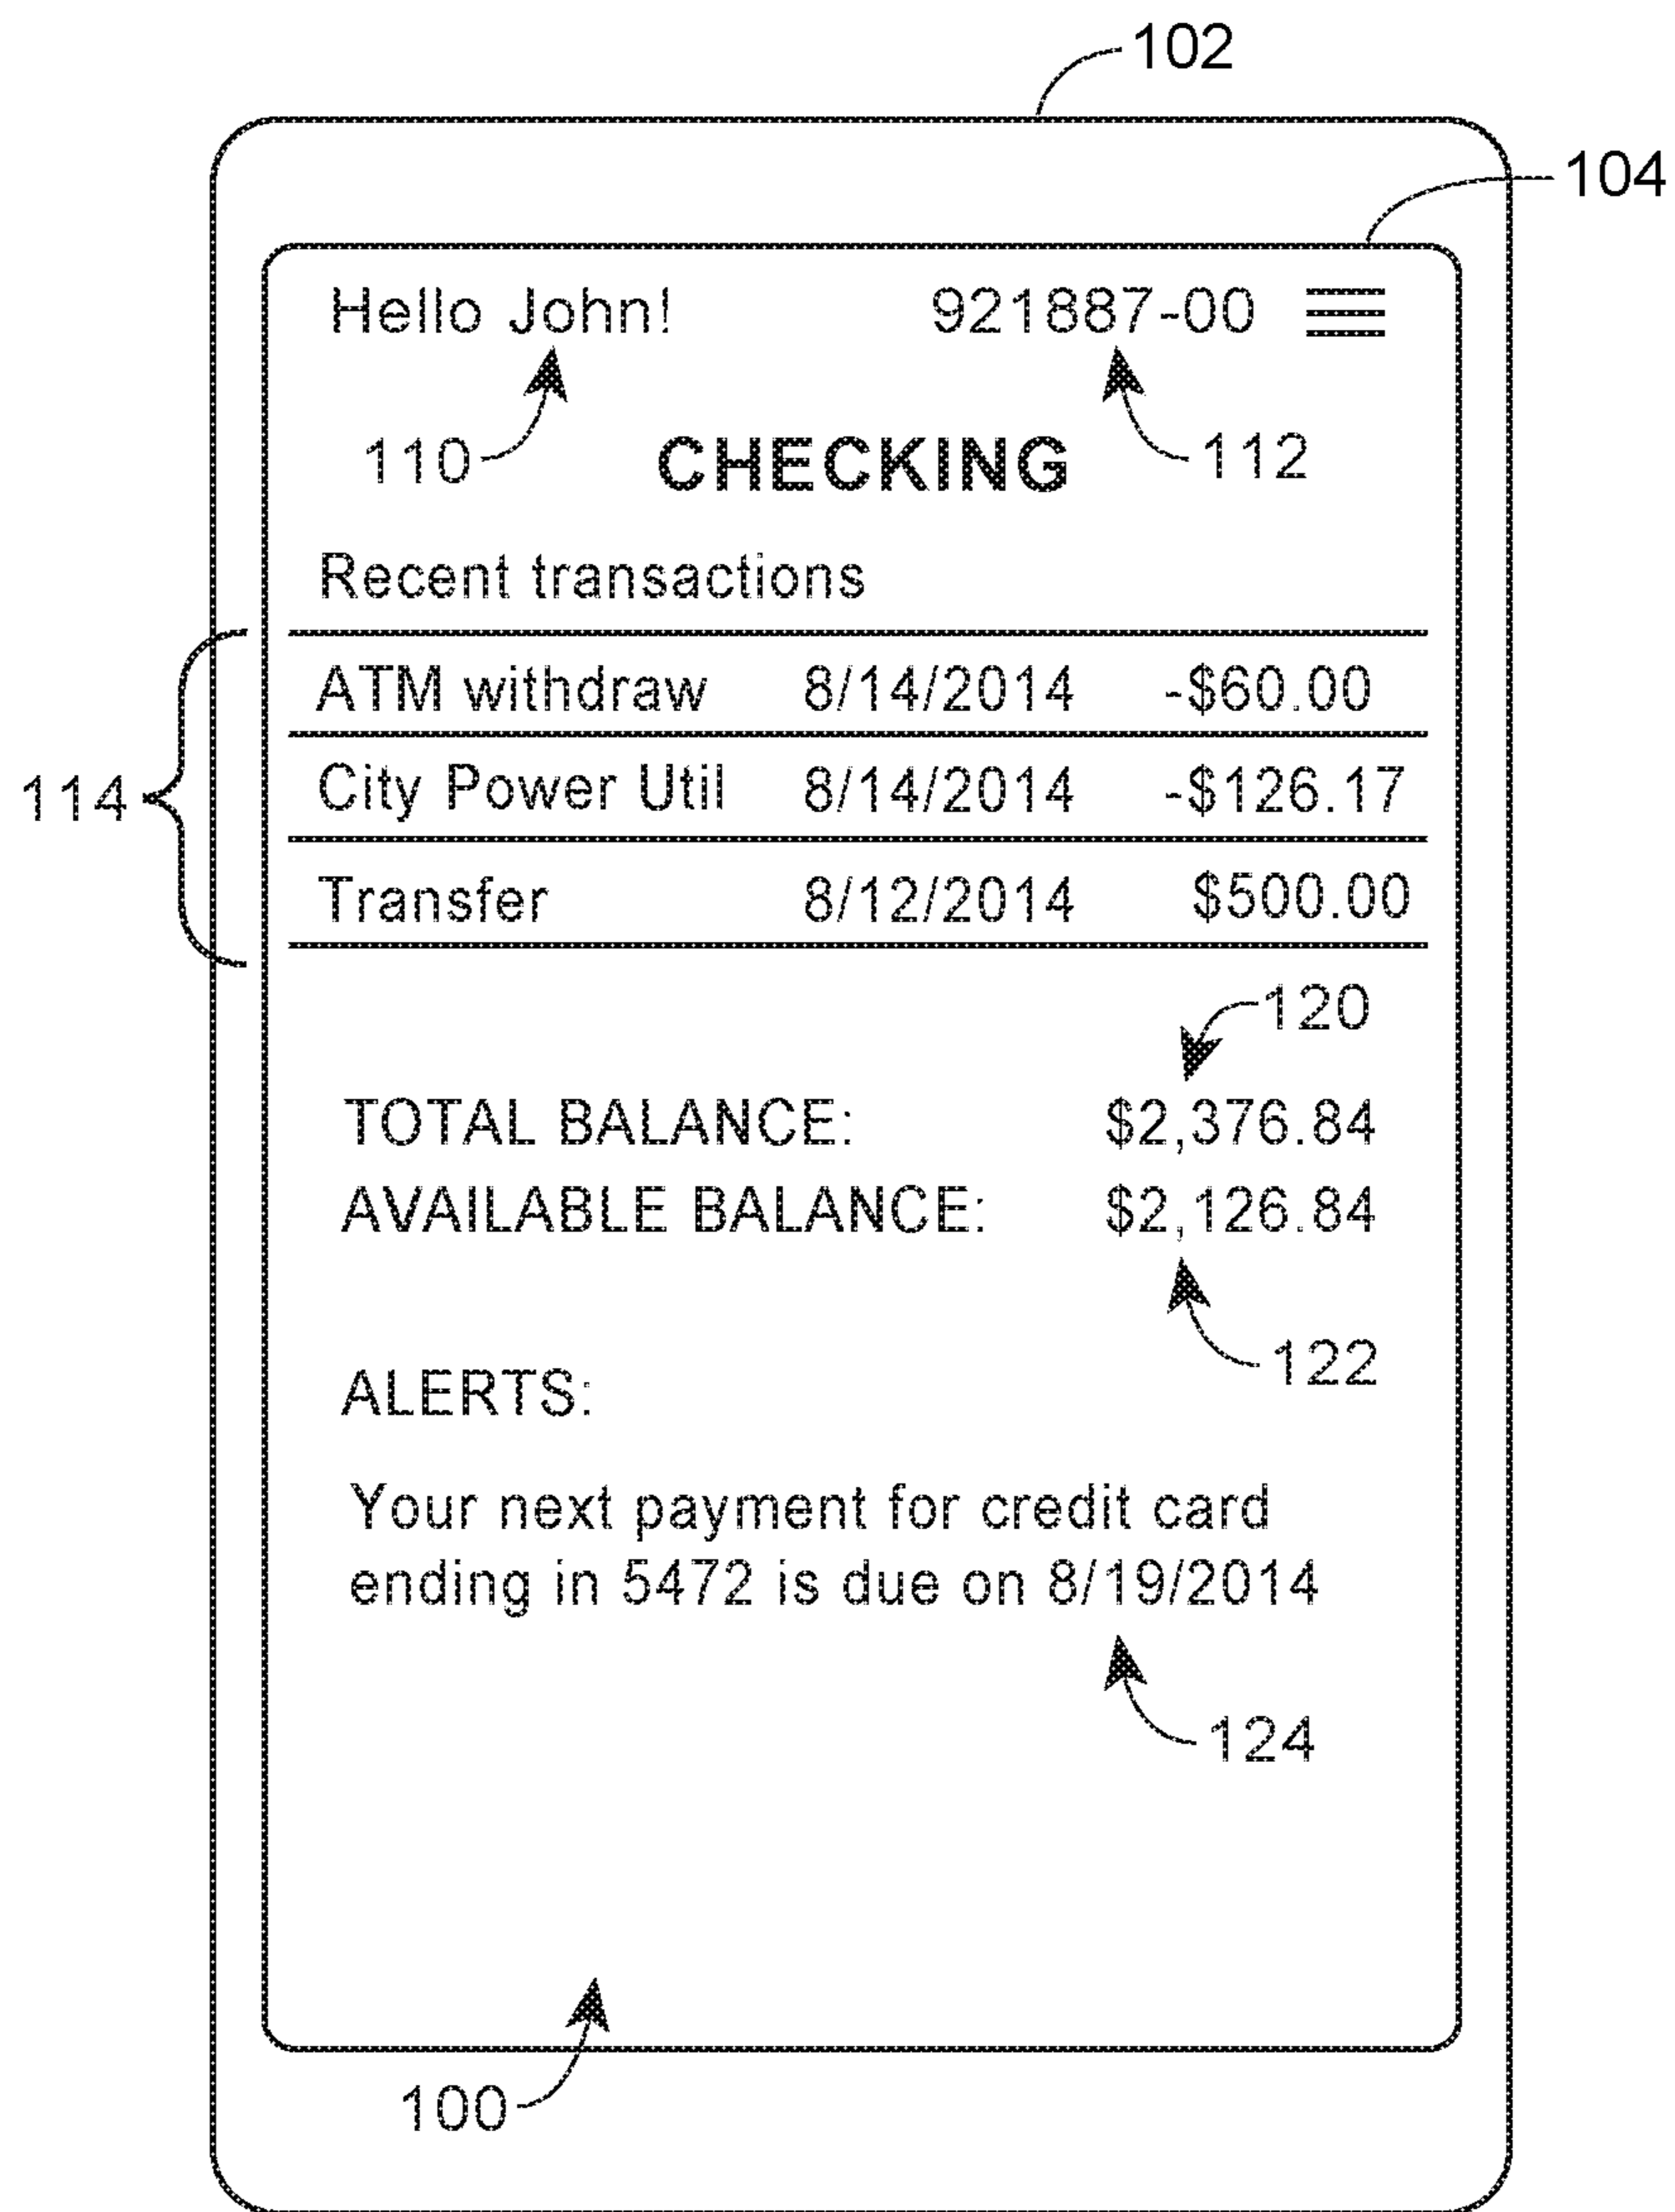 102
104
Hello John! 921887-00
110 CHECKING 112
Recent transactions
ATM withdraw 8/14/2014 -$60.00
114 City Power Util 8/14/2014 -$126.17
Transfer 8/12/2014 $500.00
120
TOTAL BALANCE: $2,376.84
AVAILABLE BALANCE: $2,126.84
122
ALERTS:
Your next payment for credit card
ending in 5472 is due on 8/19/2014
124
100